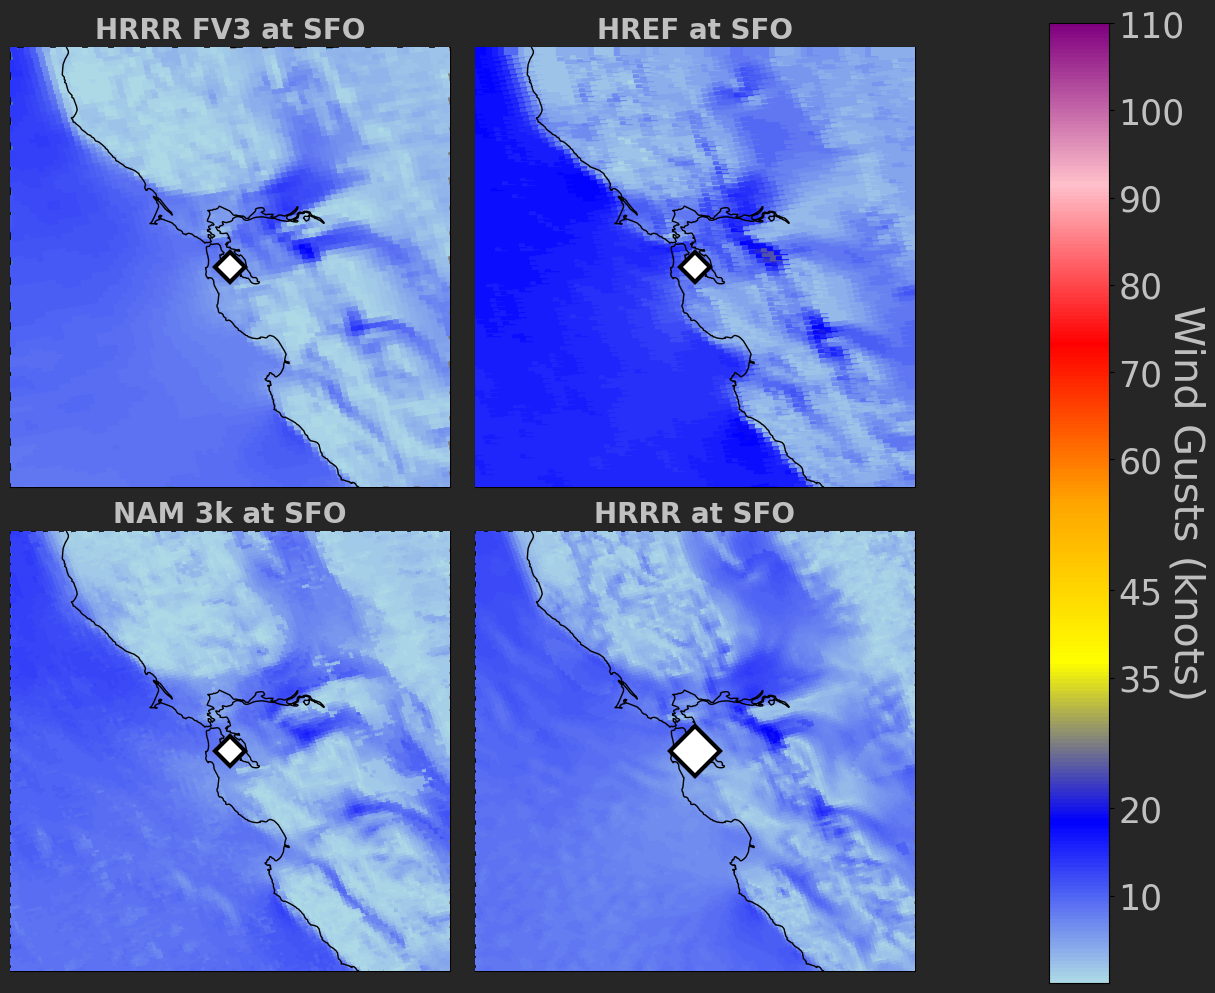 HRRR FV3 at SFO
HREF at SFO
NAM 3k at SFO
HRRR at SFO
110
100
90
80
70
60
45
35
20
10
Wind Gusts (knots)